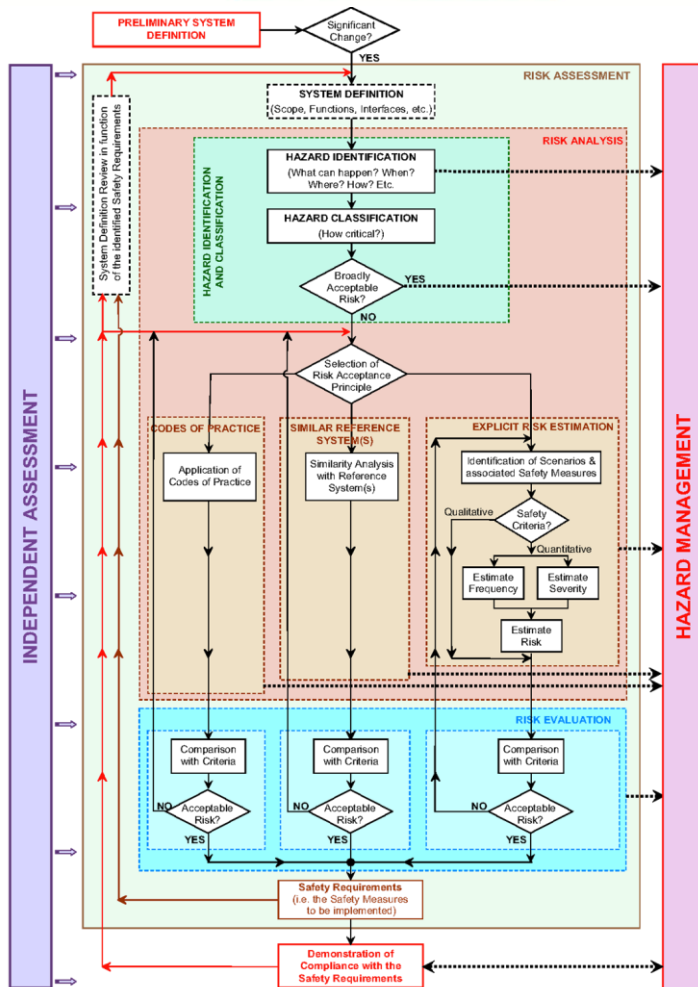 PRELIMINARY SYSTEM
DEFINITION
Significant
Change?
YES
RISK ASSESSMENT
SYSTEM DEFINITION
(Scope, Functions, Interfaces, etc.)
System Definition Review in function
of the identified Safety Requirements
RISK ANALYSIS
HAZARD IDENTIFICATION
AND CLASSIFICATION
HAZARD IDENTIFICATION
(What can happen? When?
Where? How? Etc.
HAZARD CLASSIFICATION
(How critical?)
Broadly
Acceptable
Risk?
YES
NO
Selection of
Risk Acceptance
Principle
CODES OF PRACTICE
Application of
Codes of Practice
SIMILAR REFERENCE
SYSTEM(S)
Similarity Analysis
with Reference
System(s)
EXPLICIT RISK ESTIMATION
Identification of Scenarios &
associated Safety Measures
Qualitative
Safety
Criteria?
Quantitative
Estimate
Frequency
Estimate
Severity
Estimate
Risk
RISK EVALUATION
Comparison
with Criteria
NO
Acceptable
Risk?
YES
Comparison
with Criteria
NO
Acceptable
Risk?
YES
Comparison
with Criteria
NO
Acceptable
Risk?
YES
Safety Requirements
(i.e. the Safety Measures
to be implemented)
Demonstration of
Compliance with the
Safety Requirements
INDEPENDENT ASSESSMENT
HAZARD MANAGEMENT